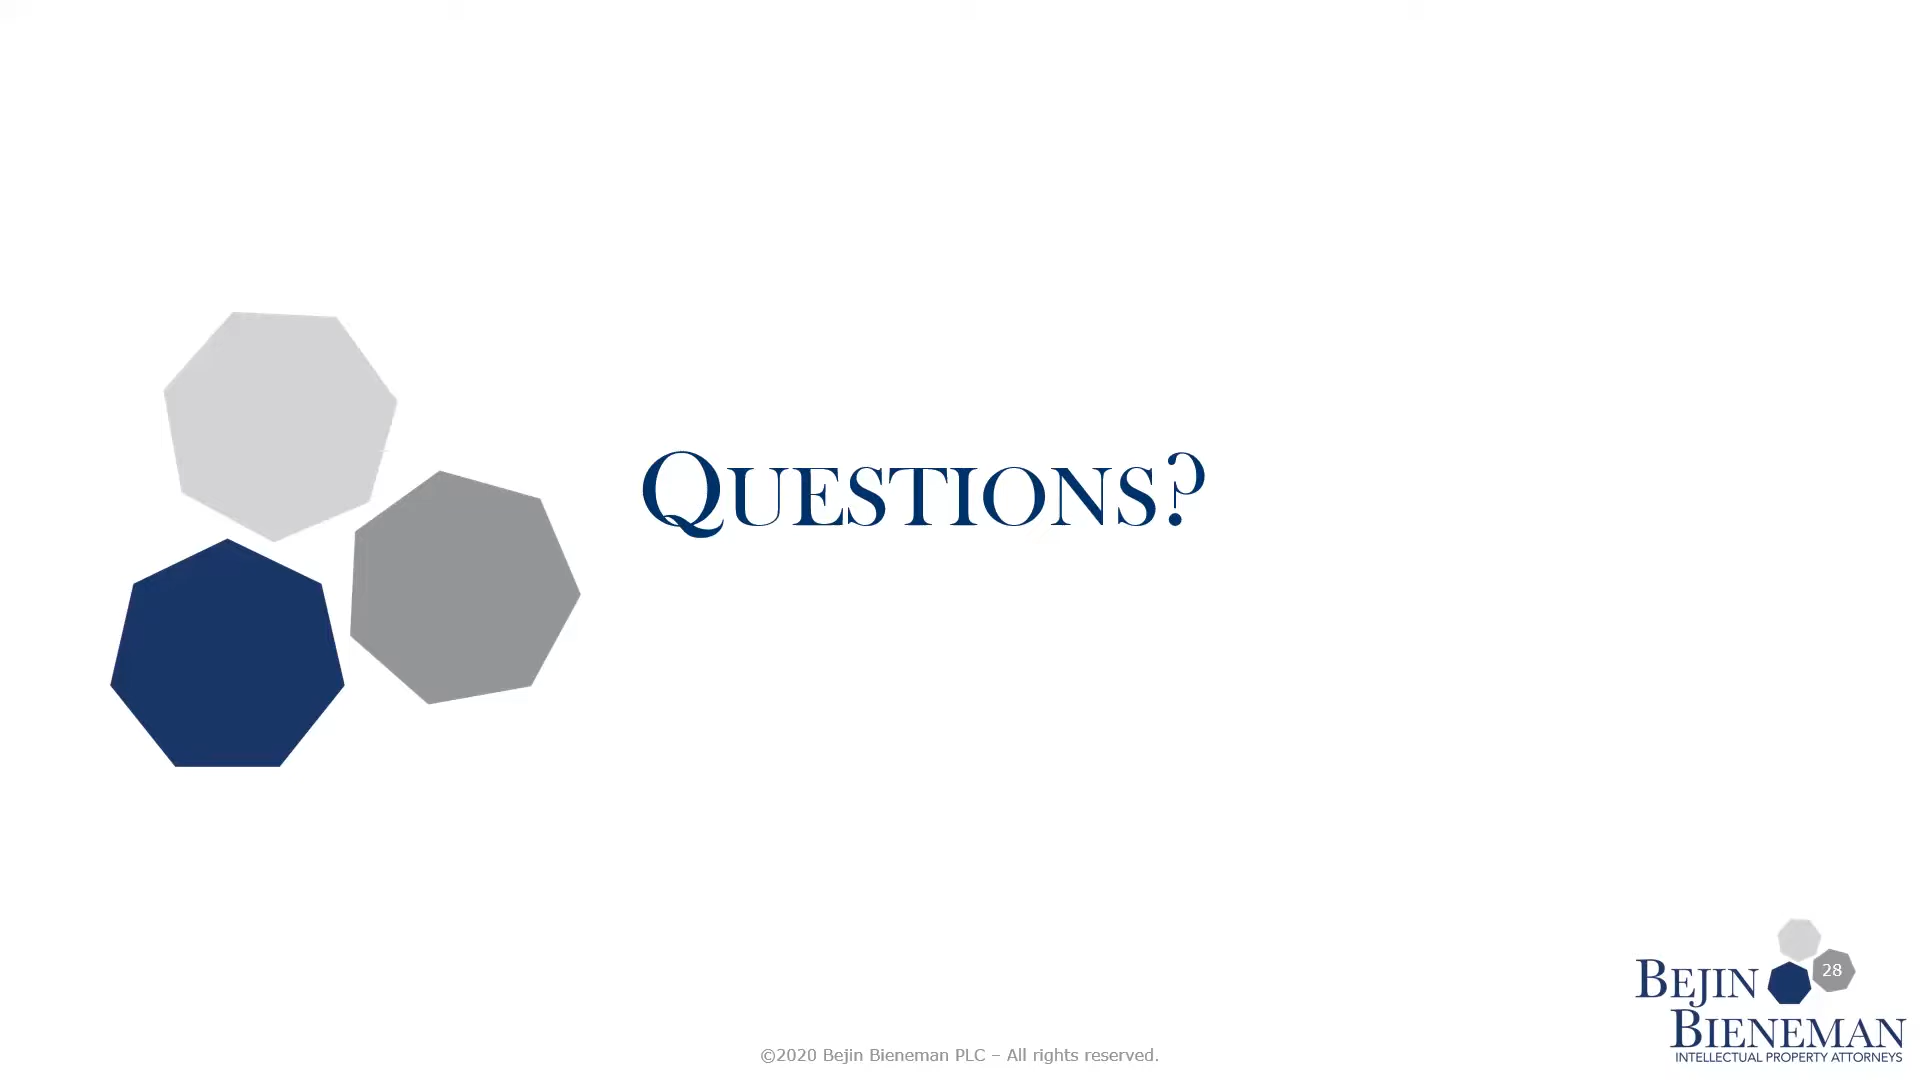 QUESTIONS?
28
BEJIN
BIENEMAN
INTELLECTUAL PROPERTY ATTORNEYS
©2020 Bejin Bieneman PLC – All rights reserved.